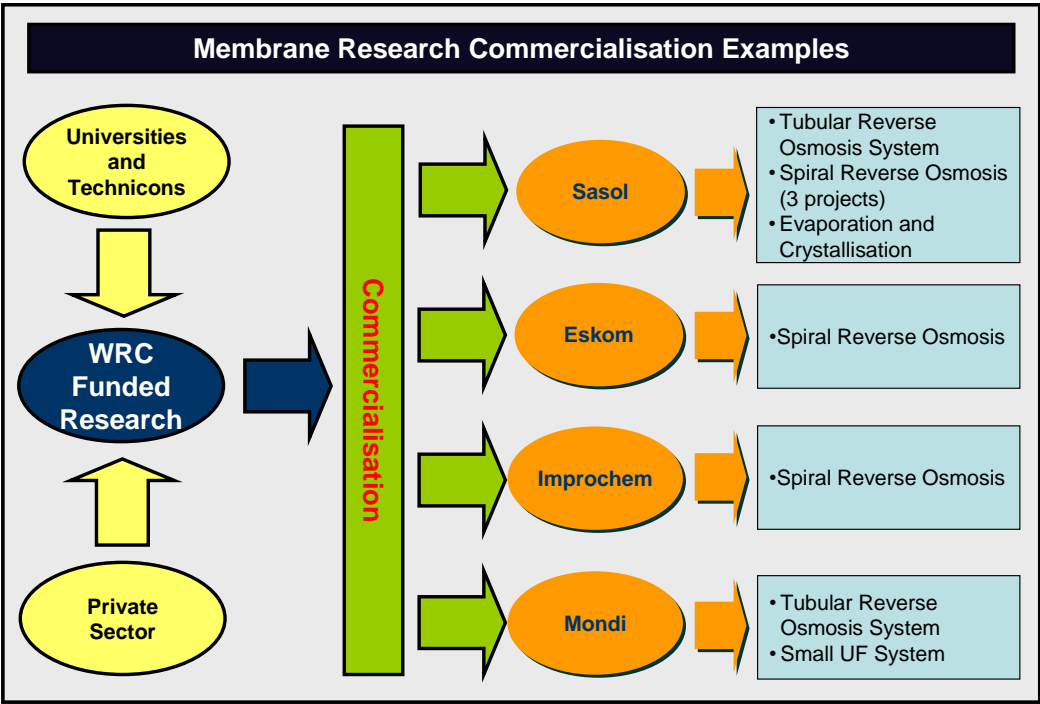 Membrane Research Commercialisation Examples
Universities
and
Technicons
WRC
Funded
Research
Private
Sector
Commercialisation
Sasol
• Tubular Reverse
Osmosis System
• Spiral Reverse Osmosis
(3 projects)
• Evaporation and
Crystallisation
Eskom
•Spiral Reverse Osmosis
Improchem
•Spiral Reverse Osmosis
Mondi
• Tubular Reverse
Osmosis System
• Small UF System